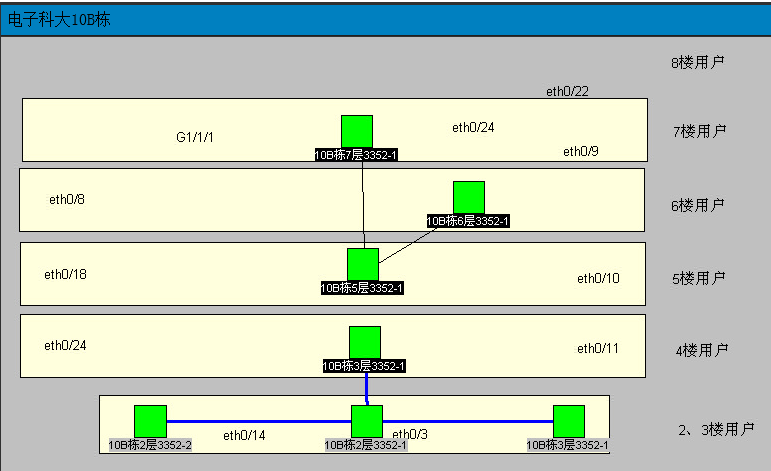 电子科大10B栋
8楼用户
eth0/22
G1/1/1
eth0/24
7楼用户
eth0/9
10B栋7层3352-1
eth0/8
6楼用户
10B栋6层3352-1
eth0/18
eth0/10
5楼用户
10B栋5层3352-1
eth0/24
eth0/11
4楼用户
10B栋3层3352-1
eth0/14
eth0/3
2、3楼用户
10B栋2层3352-2
10B栋2层3352-1
10B栋3层3352-1